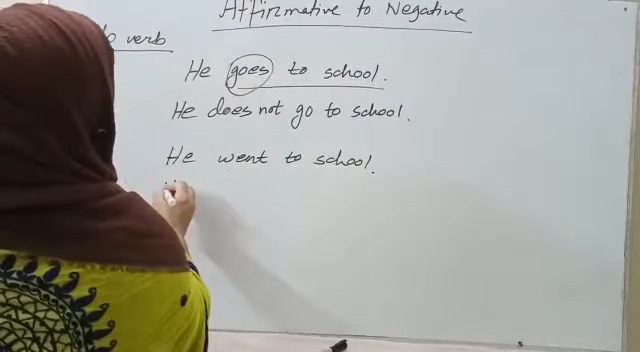 Affirmative to Negative
verb
He goes to school.
He does not go to school.
He went to school.